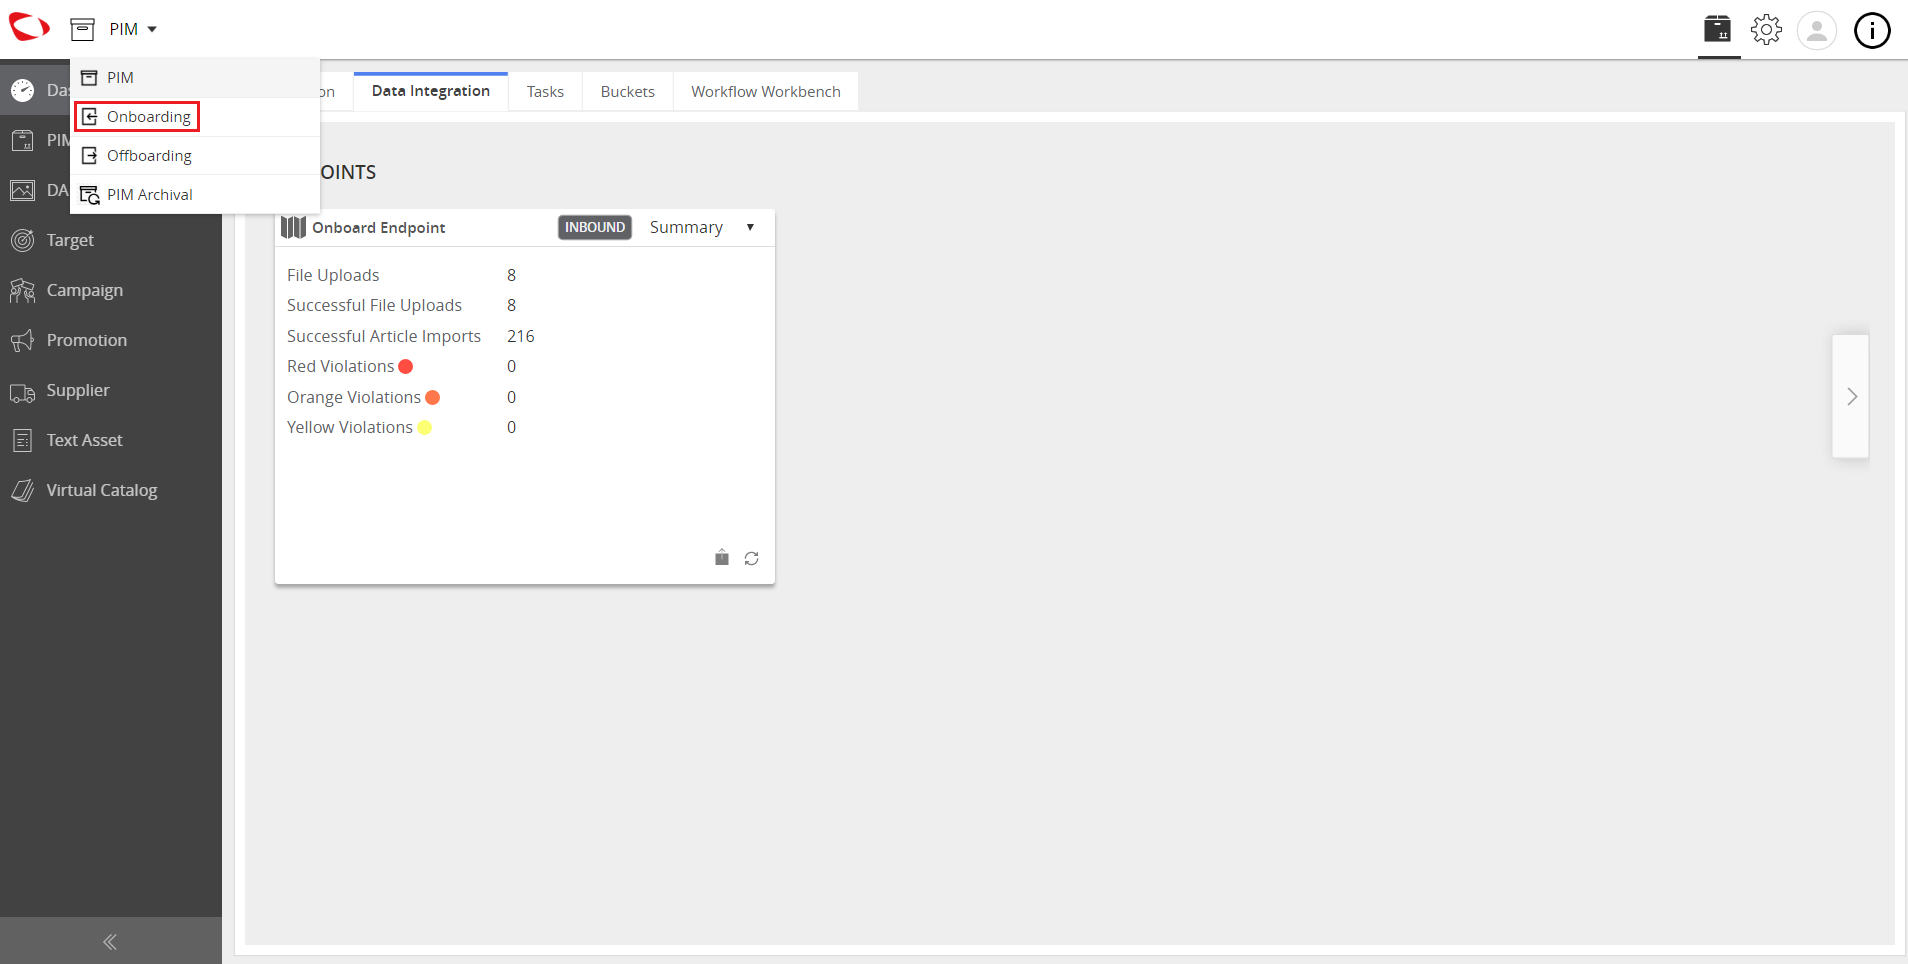 PIM
PIM
Onboarding
Offboarding
PIM Archival
Das
PIM
DA
Target
Campaign
Promotion
Supplier
Text Asset
Virtual Catalog
on
Data Integration
Tasks
Buckets
Workflow Workbench
OINTS
Onboard Endpoint INBOUND Summary
File Uploads 8
Successful File Uploads 8
Successful Article Imports 216
Red Violations 0
Orange Violations 0
Yellow Violations 0